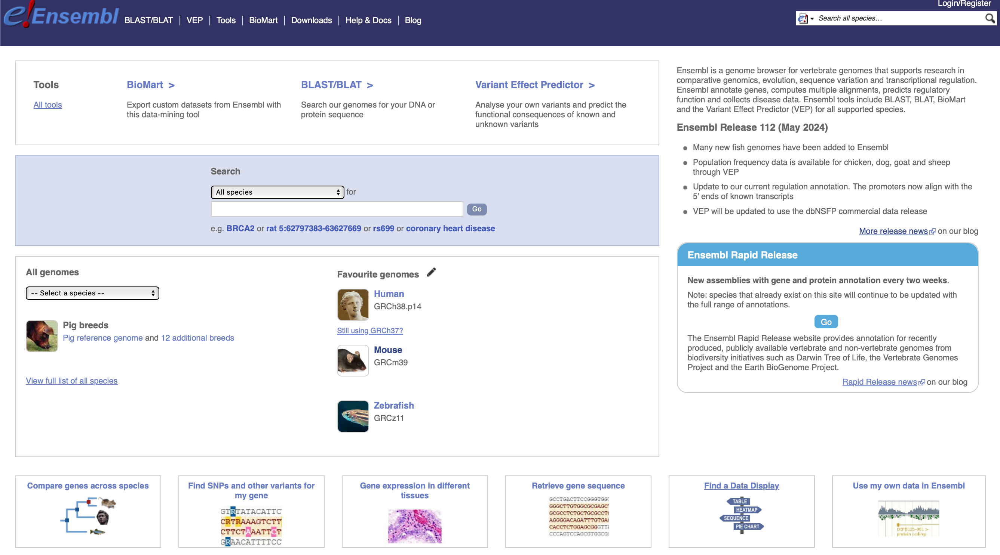 Login/Register
e!Ensembl BLAST/BLAT | VEP | Tools | BioMart | Downloads | Help & Docs | Blog
Search all species…
Tools
All tools
BioMart >
Export custom datasets from Ensembl with
this data-mining tool
BLAST/BLAT >
Search our genomes for your DNA or
protein sequence
Variant Effect Predictor >
Analyse your own variants and predict the
functional consequences of known and
unknown variants
Search
All species for
Go
e.g. BRCA2 or rat 5:62797383-63627669 or rs699 or coronary heart disease
All genomes
-- Select a species --
Pig breeds
Pig reference genome and 12 additional breeds
View full list of all species
Favourite genomes
Human
GRCh38.p14
Still using GRCh37?
Mouse
GRCm39
Zebrafish
GRCz11
Ensembl is a genome browser for vertebrate genomes that supports research in
comparative genomics, evolution, sequence variation and transcriptional regulation.
Ensembl annotate genes, computes multiple alignments, predicts regulatory
function and collects disease data. Ensembl tools include BLAST, BLAT, BioMart
and the Variant Effect Predictor (VEP) for all supported species.
Ensembl Release 112 (May 2024)
Many new fish genomes have been added to Ensembl
Population frequency data is available for chicken, dog, goat and sheep
through VEP
Update to our current regulation annotation. The promoters now align with the
5’ ends of known transcripts
VEP will be updated to use the dbNSFP commercial data release
More release news on our blog
Ensembl Rapid Release
New assemblies with gene and protein annotation every two weeks.
Note: species that already exist on this site will continue to be updated with
the full range of annotations.
Go
The Ensembl Rapid Release website provides annotation for recently
produced, publicly available vertebrate and non-vertebrate genomes from
biodiversity initiatives such as Darwin Tree of Life, the Vertebrate Genomes
Project and the Earth BioGenome Project.
Rapid Release news on our blog
Compare genes across species
Find SNPs and other variants for
my gene
GTRTATACATTC
CRTRAAAGTCTT
CTTCTAAATTCT
GRAACATTTTCC
Gene expression in different
tissues
Retrieve gene sequence
GCCTGACTTCCGGGTGG
GGGCTTGTGGCGCGAGC
GCGCCTCTGCTGCGCCT
AGGGGACAGATTTGTGA
CACCTCTGGAGCGGGTT
CCCAGTCCAGCGTGGCG
Find a Data Display
TABLE
HEATMAP
SEQUENCE
PIE CHART
Use my own data in Ensembl
protein coding